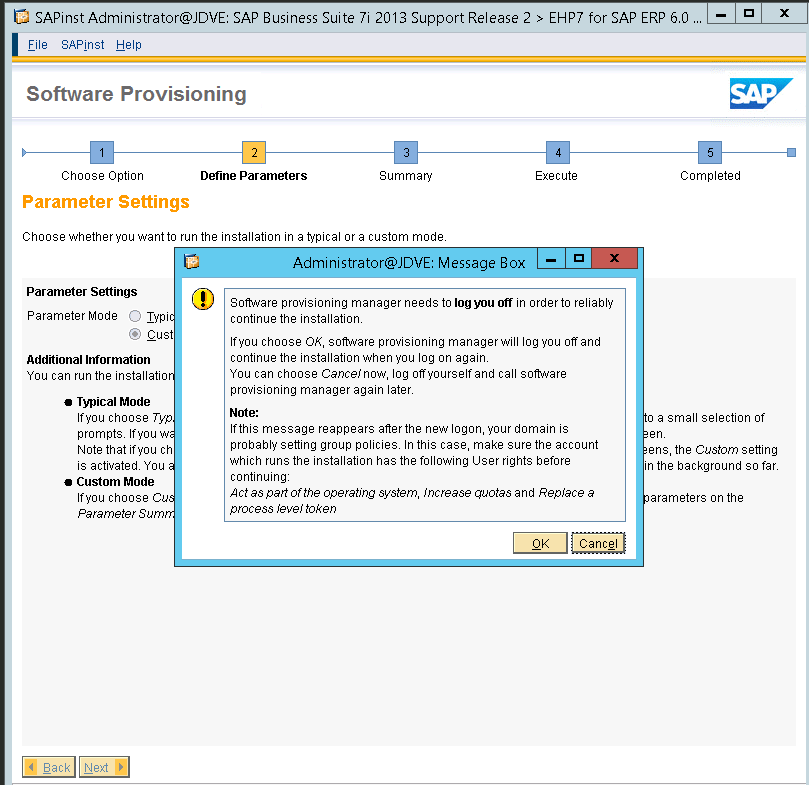 SAPinst Administrator@JDVE: SAP Business Suite 7i 2013 Support Release 2 > EHP7 for SAP ERP 6.0 ...
File SAPinst Help
Software Provisioning
SAP
1 2 3 4 5
Choose Option Define Parameters Summary Execute Completed
Parameter Settings
Choose whether you want to run the installation in a typical or a custom mode.
Parameter Settings
Parameter Mode Typic
Cust
Additional Information
You can run the installation
Typical Mode
If you choose Typ to a small selection of
prompts. If you wa een.
Note that if you ch eens, the Custom setting
is activated. You a in the background so far.
Custom Mode
If you choose Cus parameters on the
Parameter Summ
Administrator@JDVE: Message Box
Software provisioning manager needs to log you off in order to reliably
continue the installation.
If you choose OK, software provisioning manager will log you off and
continue the installation when you log on again.
You can choose Cancel now, log off yourself and call software
provisioning manager again later.
Note:
If this message reappears after the new logon, your domain is
probably setting group policies. In this case, make sure the account
which runs the installation has the following User rights before
continuing:
Act as part of the operating system, Increase quotas and Replace a
process level token
OK Cancel
Back Next